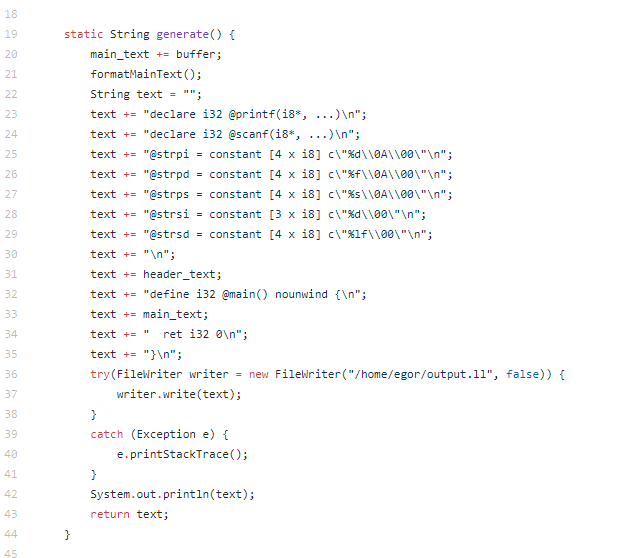 18
19 static String generate() {
20 main_text += buffer;
21 formatMainText();
22 String text = "";
23 text += "declare i32 @printf(i8*, ...)\n";
24 text += "declare i32 @scanf(i8*, ...)\n";
25 text += "@strpi = constant [4 x i8] c\"%d\\0A\\00\"\n";
26 text += "@strpd = constant [4 x i8] c\"%f\\0A\\00\"\n";
27 text += "@strps = constant [4 x i8] c\"%s\\0A\\00\"\n";
28 text += "@strsi = constant [3 x i8] c\"%d\\00\"\n";
29 text += "@strsd = constant [4 x i8] c\"%lf\\00\"\n";
30 text += "\n";
31 text += header_text;
32 text += "define i32 @main() nounwind {\n";
33 text += main_text;
34 text += "  ret i32 0\n";
35 text += "}\n";
36 try(FileWriter writer = new FileWriter("/home/egor/output.ll", false)) {
37 writer.write(text);
38 }
39 catch (Exception e) {
40 e.printStackTrace();
41 }
42 System.out.println(text);
43 return text;
44 }
45